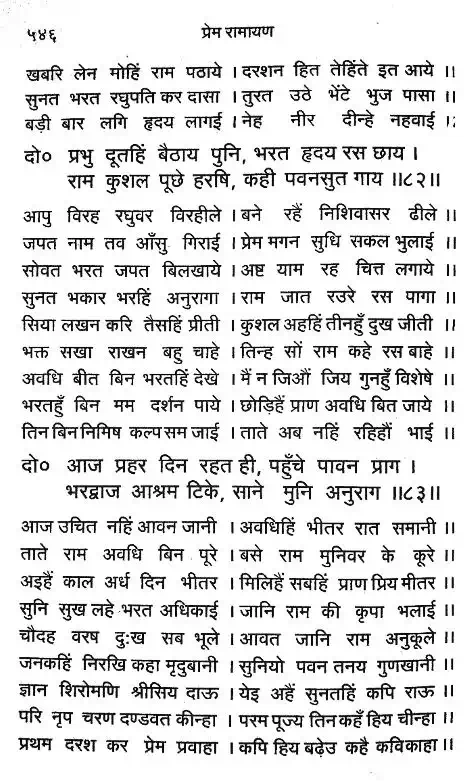 ५४६ प्रेम रामायण
खबरि लेन मोहिं राम पठाये । दरशन हित तेहिंते इत आये ।।
सुनत भरत रघुपति कर दासा । तुरत उठे भेंटे भुज पासा ।।
बड़ी बार लगि हृदय लागई । नेह नीर दीन्हे नहवाई ।।
दो० प्रभु दूतहिं बैठाय पुनि, भरत हृदय रस छाय ।
राम कुशल पूछे हरषि, कही पवनसुत गाय ।।८२।।
आपु विरह रघुवर विरहीले । बने रहैं निशिवासर ढीले ।।
जपत नाम तव आँसु गिराई । प्रेम मगन सुधि सकल भुलाई ।।
सोवत भरत जपत बिलखाये । अष्ट याम रह चित्त लगाये ।।
सुनत भकार भरहिं अनुरागा । राम जात रउरे रस पागा ।।
सिया लखन करि तैसहिं प्रीती । कुशल अहहिं तीनहुँ दुख जीती ।।
भक्त सखा राखन बहु चाहे । तिन्ह सों राम कहे रस बाहे ।।
अवधि बीत बिन भरतहिं देखे । मैं न जिऔं जिय गुनहुँ विशेषे ।।
भरतहुँ बिन मम दर्शन पाये । छोड़िहैं प्राण अवधि बित जाये ।।
तिन बिन निमिष कल्प सम जाई । ताते अब नहिं रहिहौं भाई ।।
दो० आज प्रहर दिन रहत ही, पहुँचे पावन प्राग ।
भरद्वाज आश्रम टिके, साने मुनि अनुराग ।।८३।।
आज उचित नहिं आवन जानी । अवधिहिं भीतर रात समानी ।।
ताते राम अवधि बिन पूरे । बसे राम मुनिवर के कूरे ।।
अइहैं काल अर्ध दिन भीतर । मिलिहैं सबहिं प्राण प्रिय मीतर ।।
सुनि सुख लहे भरत अधिकाई । जानि राम की कृपा भलाई ।।
चौदह वरष दुःख सब भूले । आवत जानि राम अनुकूले ।।
जनकहिं निरखि कहा मृदुबानी । सुनियो पवन तनय गुणखानी ।।
ज्ञान शिरोमणि श्रीसिय दाऊ । येइ अहैं सुनतहिं कपि राऊ ।।
परि नृप चरण दण्डवत कीन्हा । परम पूज्य तिन कहँ हिय चीन्हा ।।
प्रथम दरश कर प्रेम प्रवाहा । कपि हिय बढ़ेउ कहै कविकाहा ।।